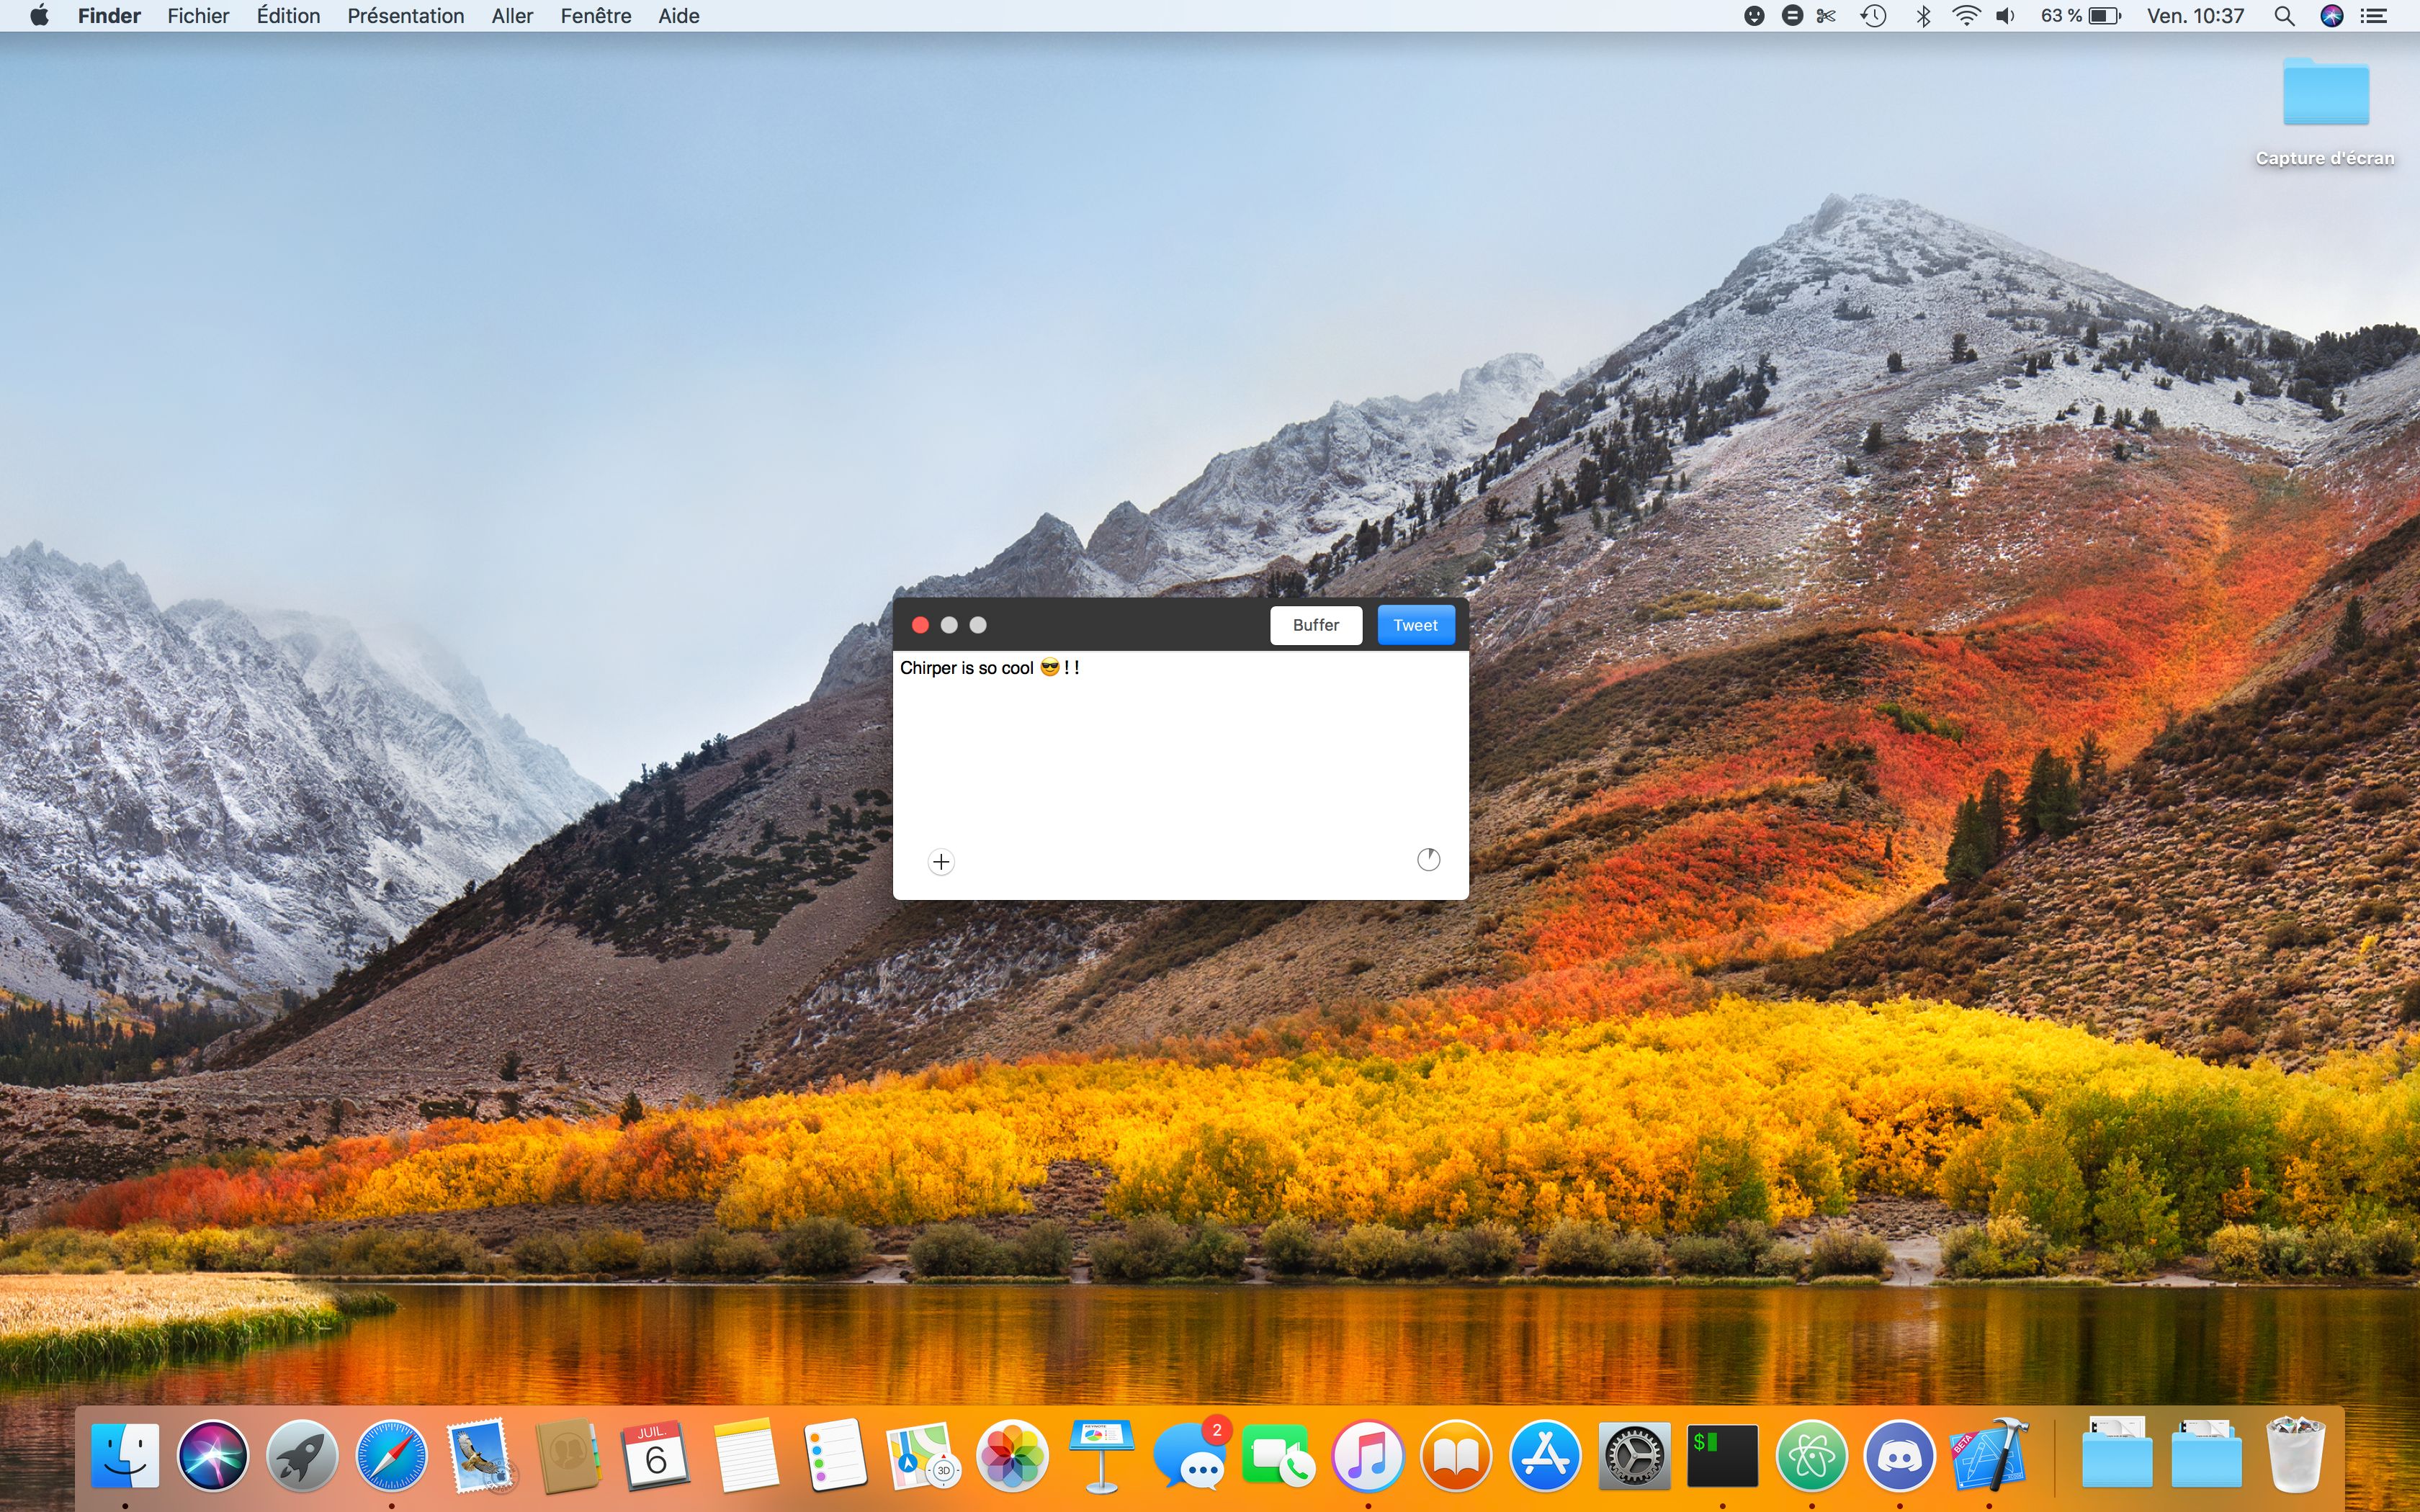 Finder Fichier Édition Présentation Aller Fenêtre Aide 63 % Ven. 10:37
Capture d'écran
Buffer Tweet
Chirper is so cool 😎 ! !
JUIL.
6
3D
2
$
BETA